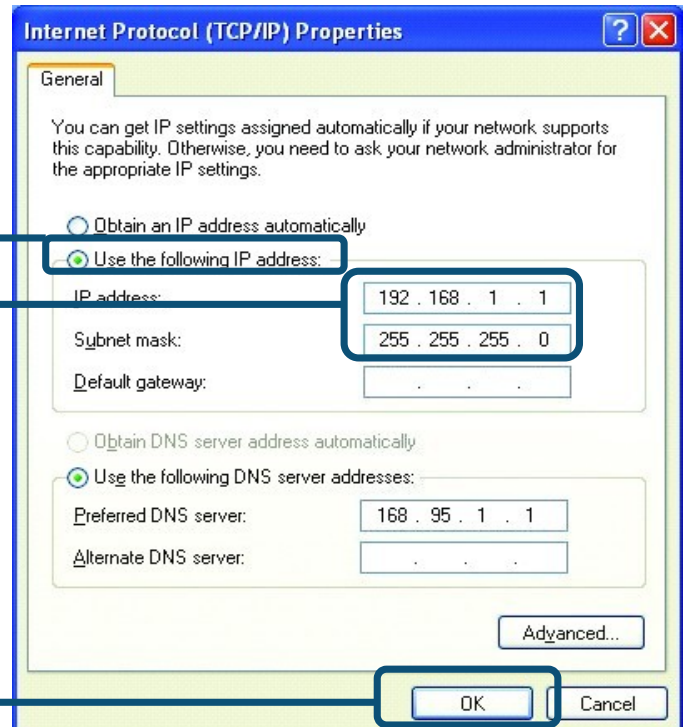 Internet Protocol (TCP/IP) Properties
General
You can get IP settings assigned automatically if your network supports
this capability. Otherwise, you need to ask your network administrator for
the appropriate IP settings.
Obtain an IP address automatically
Use the following IP address:
IP address: 192 . 168 . 1 . 1
Subnet mask: 255 . 255 . 255 . 0
Default gateway: . . .
Obtain DNS server address automatically
Use the following DNS server addresses:
Preferred DNS server: 168 . 95 . 1 . 1
Alternate DNS server: . . .
Advanced...
OK Cancel